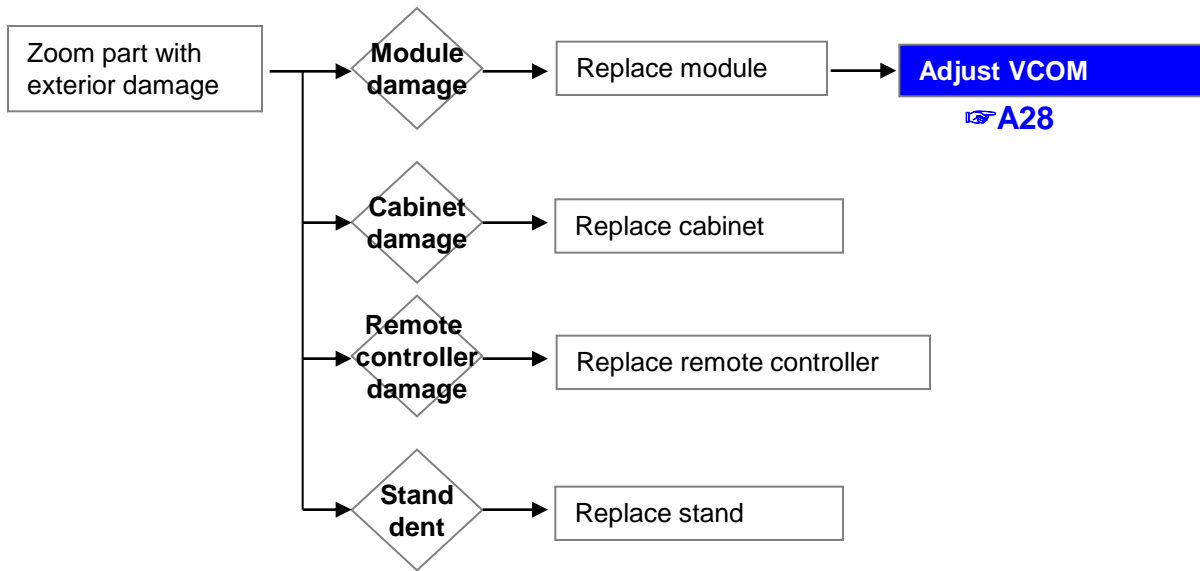 Zoom part with
exterior damage
Module
damage
Replace module
Adjust VCOM
☞A28
Cabinet
damage
Replace cabinet
Remote
controller
damage
Replace remote controller
Stand
dent
Replace stand